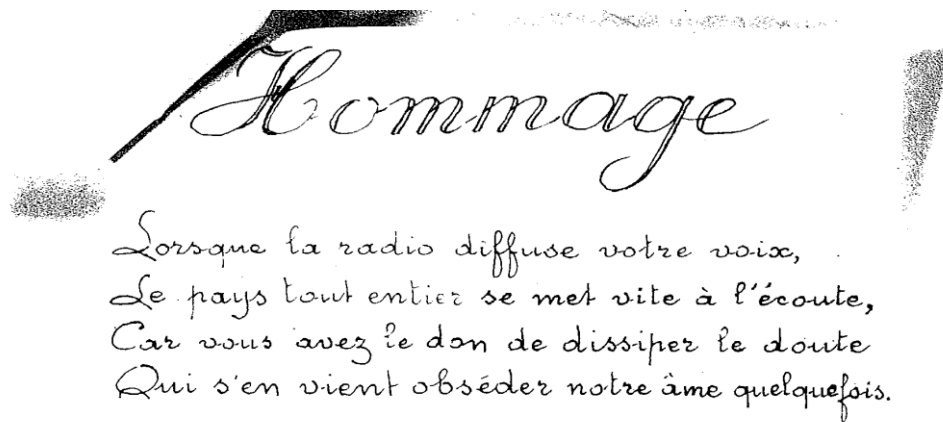 Hommage
Lorsque la radio diffuse votre voix,
Le pays tout entier se met vite à l'écoute,
Car vous avez le don de dissiper le doute
Qui s'en vient obséder notre âme quelquefois.